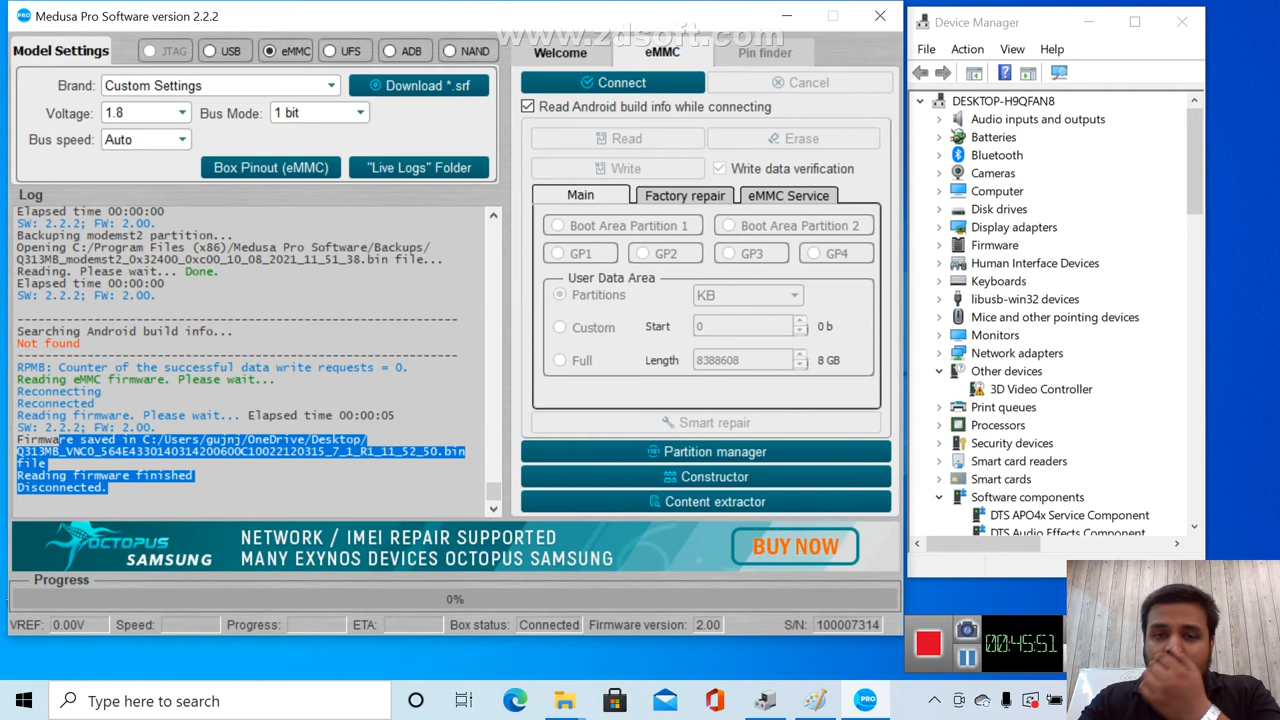 Medusa Pro Software version 2.2.2
www.zdsoft.com
Model Settings
JTAG
USB
eMMC
UFS
ADB
NAND
Brand:
Custom Settings
Download *.srf
Voltage:
1.8
Bus Mode:
1 bit
Bus speed:
Auto
Box Pinout (eMMC)
"Live Logs" Folder
Log
Elapsed time 00:00:00
SW: 2.2.2; FW: 2.00.
Backuping modemst2 partition...
Opening C:/Program Files (x86)/Medusa Pro Software/Backups/
Q313MB_modemst2_0x32400_0xc00_10_06_2021_11_51_38.bin file...
Reading. Please wait... Done.
Elapsed time 00:00:00
SW: 2.2.2; FW: 2.00.
Searching Android build info...
Not found
RPMB: Counter of the successful data write requests = 0.
Reading eMMC firmware. Please wait...
Reconnecting
Reconnected
Reading firmware. Please wait... Elapsed time 00:00:05
SW: 2.2.2; FW: 2.00.
Firmware saved in C:/Users/gujnj/OneDrive/Desktop/
Q313MB_VNC0_564E4330140314200600C10022120315_7_1_R1_11_52_50.bin
file
Reading firmware finished
Disconnected.
Welcome
eMMC
Pin finder
Connect
Cancel
Read Android build info while connecting
Read
Erase
Write
Write data verification
Main
Factory repair
eMMC Service
Boot Area Partition 1
Boot Area Partition 2
GP1
GP2
GP3
GP4
User Data Area
Partitions
KB
Custom
Start
0
0 b
Full
Length
8388608
8 GB
Smart repair
Partition manager
Constructor
Content extractor
OCTOPUS
SAMSUNG
NETWORK / IMEI REPAIR SUPPORTED
MANY EXYNOS DEVICES OCTOPUS SAMSUNG
BUY NOW
Progress
0%
VREF: 0.00V
Speed:
Progress:
ETA:
Box status: Connected
Firmware version: 2.00
S/N: 100007314
Device Manager
File Action View Help
DESKTOP-H9QFAN8
Audio inputs and outputs
Batteries
Bluetooth
Cameras
Computer
Disk drives
Display adapters
Firmware
Human Interface Devices
Keyboards
libusb-win32 devices
Mice and other pointing devices
Monitors
Network adapters
Other devices
3D Video Controller
Print queues
Processors
Security devices
Smart card readers
Smart cards
Software components
DTS APO4x Service Component
DTS Audio Effects Component
00:45:51
Type here to search
PRO